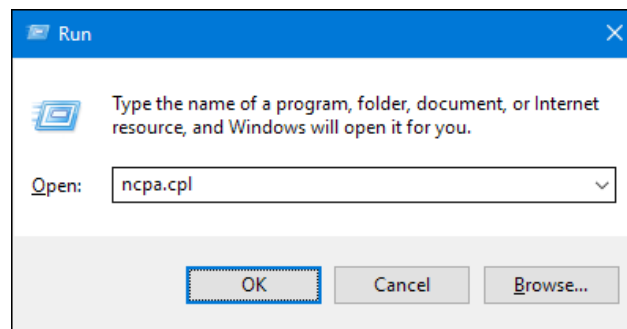 Run
Type the name of a program, folder, document, or Internet
resource, and Windows will open it for you.
Open: ncpa.cpl
OK Cancel Browse...